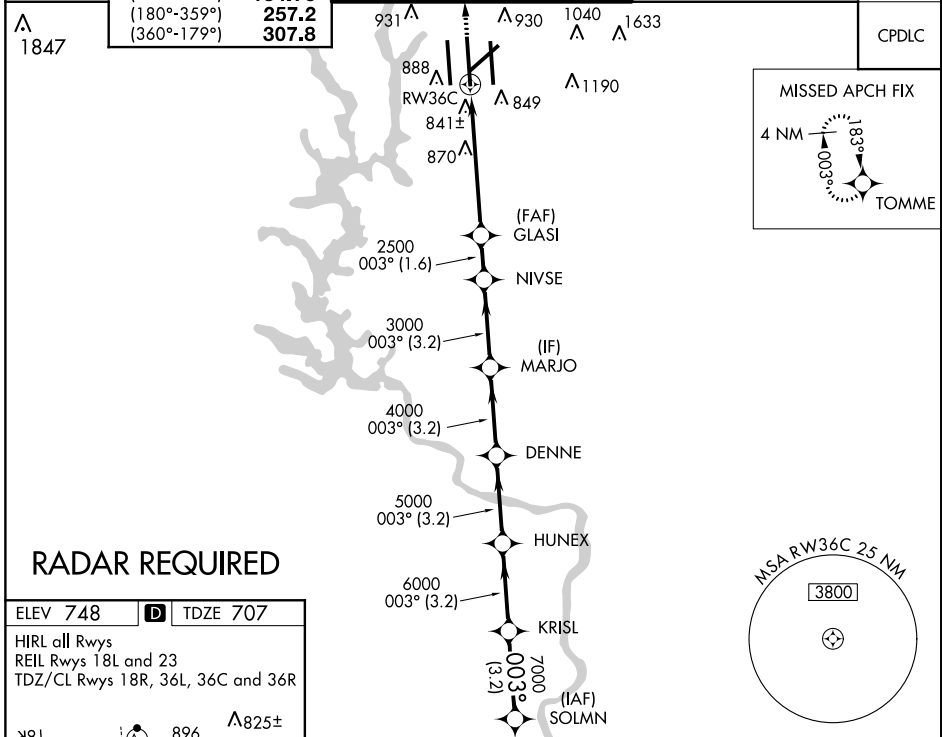 (180°-359°) 257.2
(360°-179°) 307.8
1847
931
930
1040
1633
CPDLC
888
RW36C
849
1190
841±
870
MISSED APCH FIX
4 NM
003°
183°
TOMME
(FAF)
GLASI
2500
003° (1.6)
NIVSE
3000
003° (3.2)
(IF)
MARJO
4000
003° (3.2)
DENNE
5000
003° (3.2)
HUNEX
6000
003° (3.2)
KRISL
7000
003°
(3.2)
(IAF)
SOLMN
RADAR REQUIRED
MSA RW36C 25 NM
3800
ELEV 748 D TDZE 707
HIRL all Rwys
REIL Rwys 18L and 23
TDZ/CL Rwys 18R, 36L, 36C and 36R
896
825±